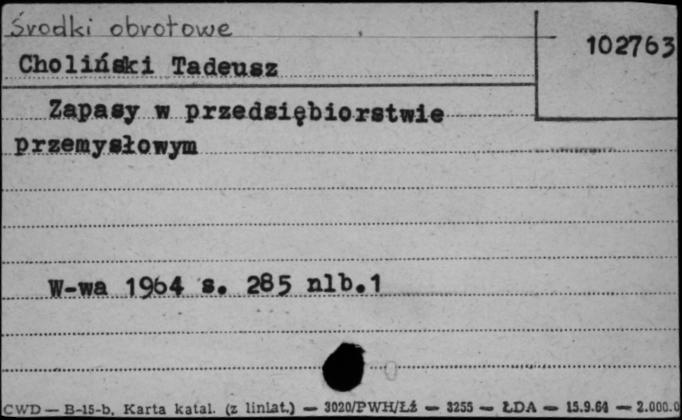 Środki obrotowe
102763
Choliński Tadeusz
Zapasy w przedsiębiorstwie
przemysłowym
W-wa 1964 s. 285 nlb.1
CWD — B-15-b, Karta katal. (z liniat.) — 3020/PWH/Łź — 3255 — ŁDA — 15.9.64 — 2.000.0